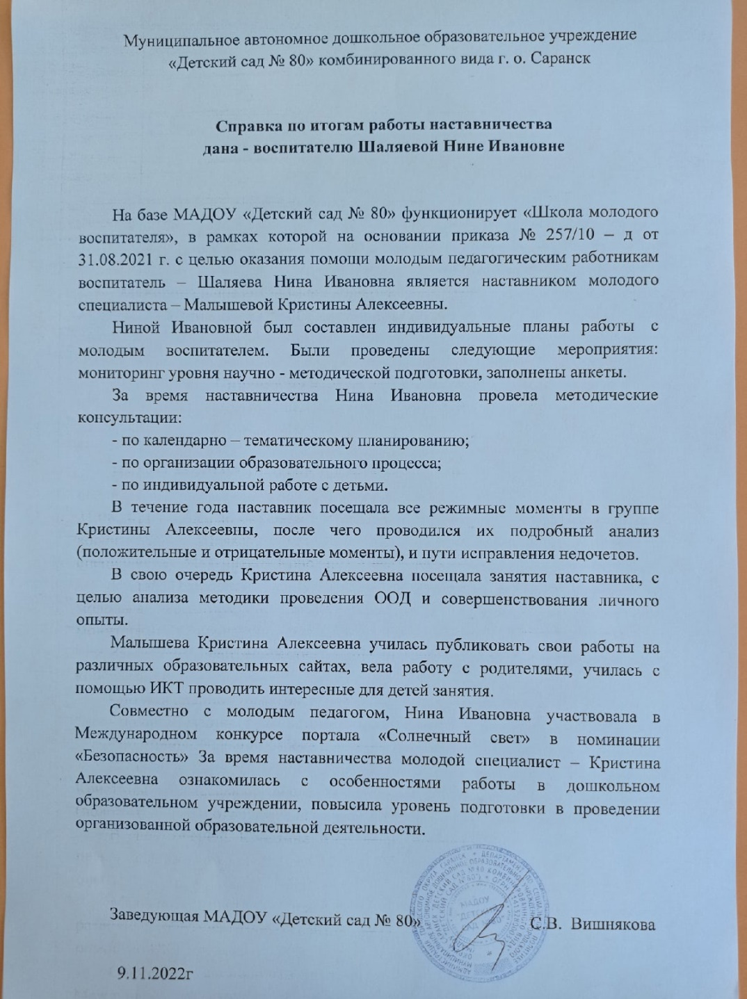 Муниципальное автономное дошкольное образовательное учреждение
«Детский сад № 80» комбинированного вида г. о. Саранск
Справка по итогам работы наставничества
дана - воспитателю Шаляевой Нине Ивановне
На базе МАДОУ «Детский сад № 80» функционирует «Школа молодого
воспитателя», в рамках которой на основании приказа № 257/10 – д от
31.08.2021 г. с целью оказания помощи молодым педагогическим работникам
воспитатель – Шаляева Нина Ивановна является наставником молодого
специалиста – Малышевой Кристины Алексеевны.
Ниной Ивановной был составлен индивидуальные планы работы с
молодым воспитателем. Были проведены следующие мероприятия:
мониторинг уровня научно - методической подготовки, заполнены анкеты.
За время наставничества Нина Ивановна провела методические
консультации:
- по календарно – тематическому планированию;
- по организации образовательного процесса;
- по индивидуальной работе с детьми.
В течение года наставник посещала все режимные моменты в группе
Кристины Алексеевны, после чего проводился их подробный анализ
(положительные и отрицательные моменты), и пути исправления недочетов.
В свою очередь Кристина Алексеевна посещала занятия наставника, с
целью анализа методики проведения ООД и совершенствования личного
опыты.
Малышева Кристина Алексеевна училась публиковать свои работы на
различных образовательных сайтах, вела работу с родителями, училась с
помощью ИКТ проводить интересные для детей занятия.
Совместно с молодым педагогом, Нина Ивановна участвовала в
Международном конкурсе портала «Солнечный свет» в номинации
«Безопасность» За время наставничества молодой специалист – Кристина
Алексеевна ознакомилась с особенностями работы в дошкольном
образовательном учреждении, повысила уровень подготовки в проведении
организованной образовательной деятельности.
Заведующая МАДОУ «Детский сад № 80» С.В. Вишнякова
МАДОУ
"ДЕТСКИЙ
САД №80"
9.11.2022г